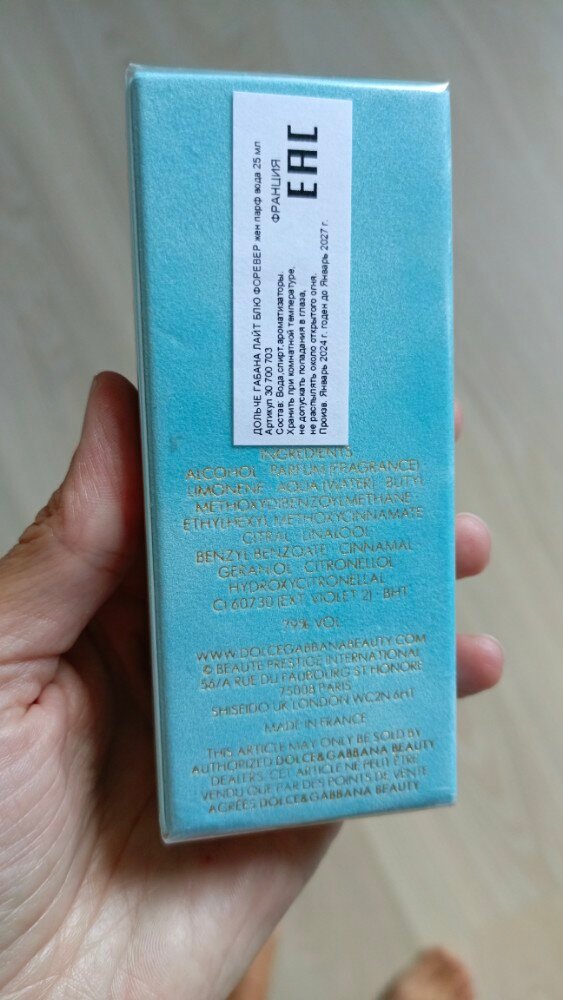 ДОЛЬЧЕ ГАБАНА ЛАЙТ БЛЮ ФОРЕВЕР жен парф вода 25 мл
Артикул 30 700 703
ФРАНЦИЯ
Состав: Вода,спирт,ароматизаторы.
Хранить при комнатной температуре,
не допускать попадания в глаза,
не распылять около открытого огня.
Произв. Январь 2024 г. годен до Январь 2027 г.
EAC
INGREDIENTS
ALCOHOL · PARFUM (FRAGRANCE)
LIMONENE · AQUA (WATER) · BUTYL
METHOXYDIBENZOYLMETHANE
ETHYLHEXYL METHOXYCINNAMATE
CITRAL · LINALOOL
BENZYL BENZOATE · CINNAMAL
GERANIOL · CITRONELLOL
HYDROXYCITRONELLAL
CI 60730 (EXT. VIOLET 2) · BHT
79% VOL.
WWW.DOLCEGABBANABEAUTY.COM
© BEAUTE PRESTIGE INTERNATIONAL
56/A RUE DU FAUBOURG ST HONORE
75008 PARIS
SHISEIDO UK LONDON WC2N 6HT
MADE IN FRANCE
THIS ARTICLE MAY ONLY BE SOLD BY
AUTHORIZED DOLCE&GABBANA BEAUTY
DEALERS. CET ARTICLE NE PEUT ÊTRE
VENDU QUE PAR DES POINTS DE VENTE
AGRÉÉS DOLCE&GABBANA BEAUTY